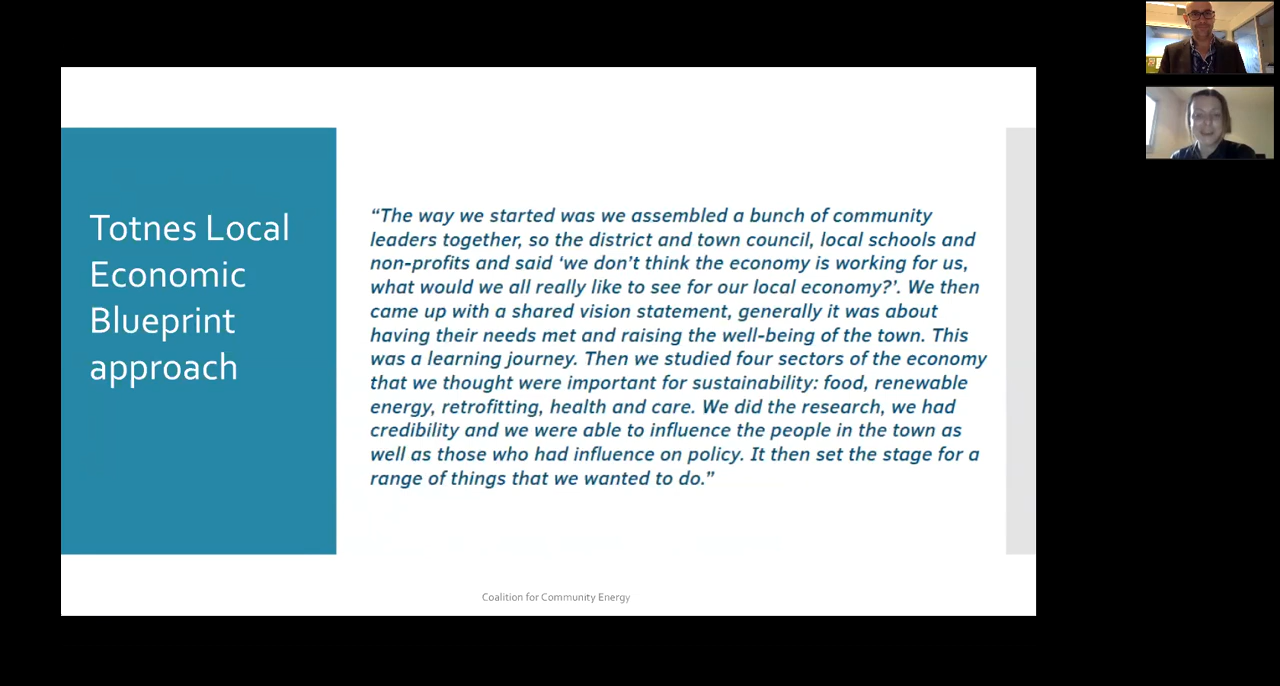 Totnes Local
Economic
Blueprint
approach
“The way we started was we assembled a bunch of community
leaders together, so the district and town council, local schools and
non-profits and said ‘we don’t think the economy is working for us,
what would we all really like to see for our local economy?’. We then
came up with a shared vision statement, generally it was about
having their needs met and raising the well-being of the town. This
was a learning journey. Then we studied four sectors of the economy
that we thought were important for sustainability: food, renewable
energy, retrofitting, health and care. We did the research, we had
credibility and we were able to influence the people in the town as
well as those who had influence on policy. It then set the stage for a
range of things that we wanted to do.”
Coalition for Community Energy